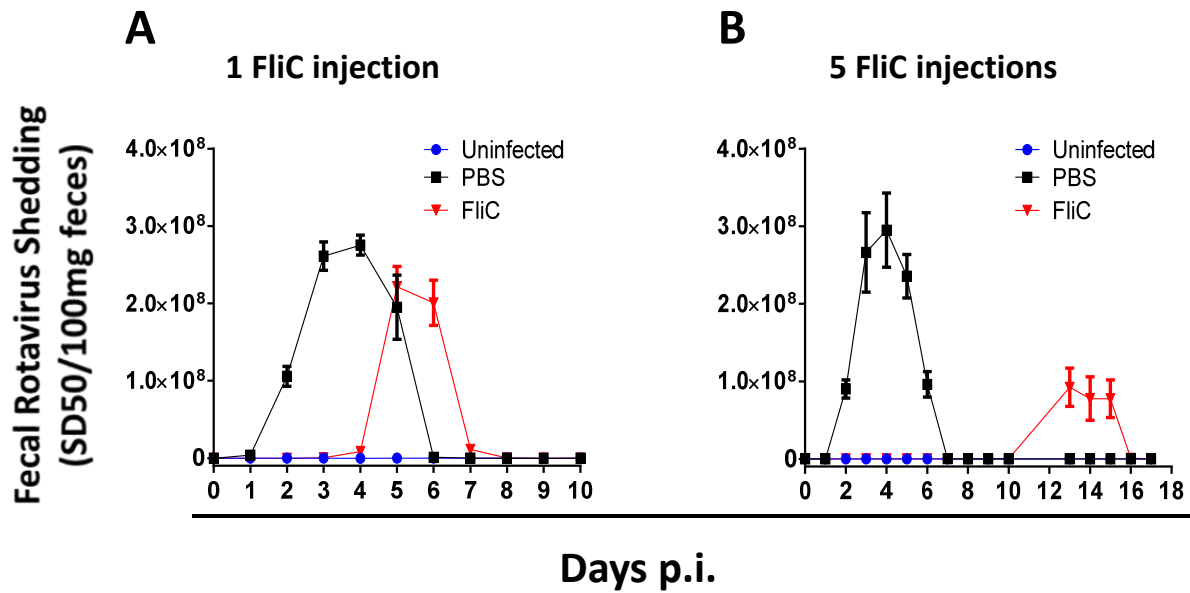 A
1 FliC injection
B
5 FliC injections
Fecal Rotavirus Shedding
(SD50/100mg feces)
4.0×10⁸
3.0×10⁸
2.0×10⁸
1.0×10⁸
0
Uninfected
PBS
FliC
0 1 2 3 4 5 6 7 8 9 10
4.0×10⁸
3.0×10⁸
2.0×10⁸
1.0×10⁸
0
Uninfected
PBS
FliC
0 2 4 6 8 10 12 14 16 18
Days p.i.